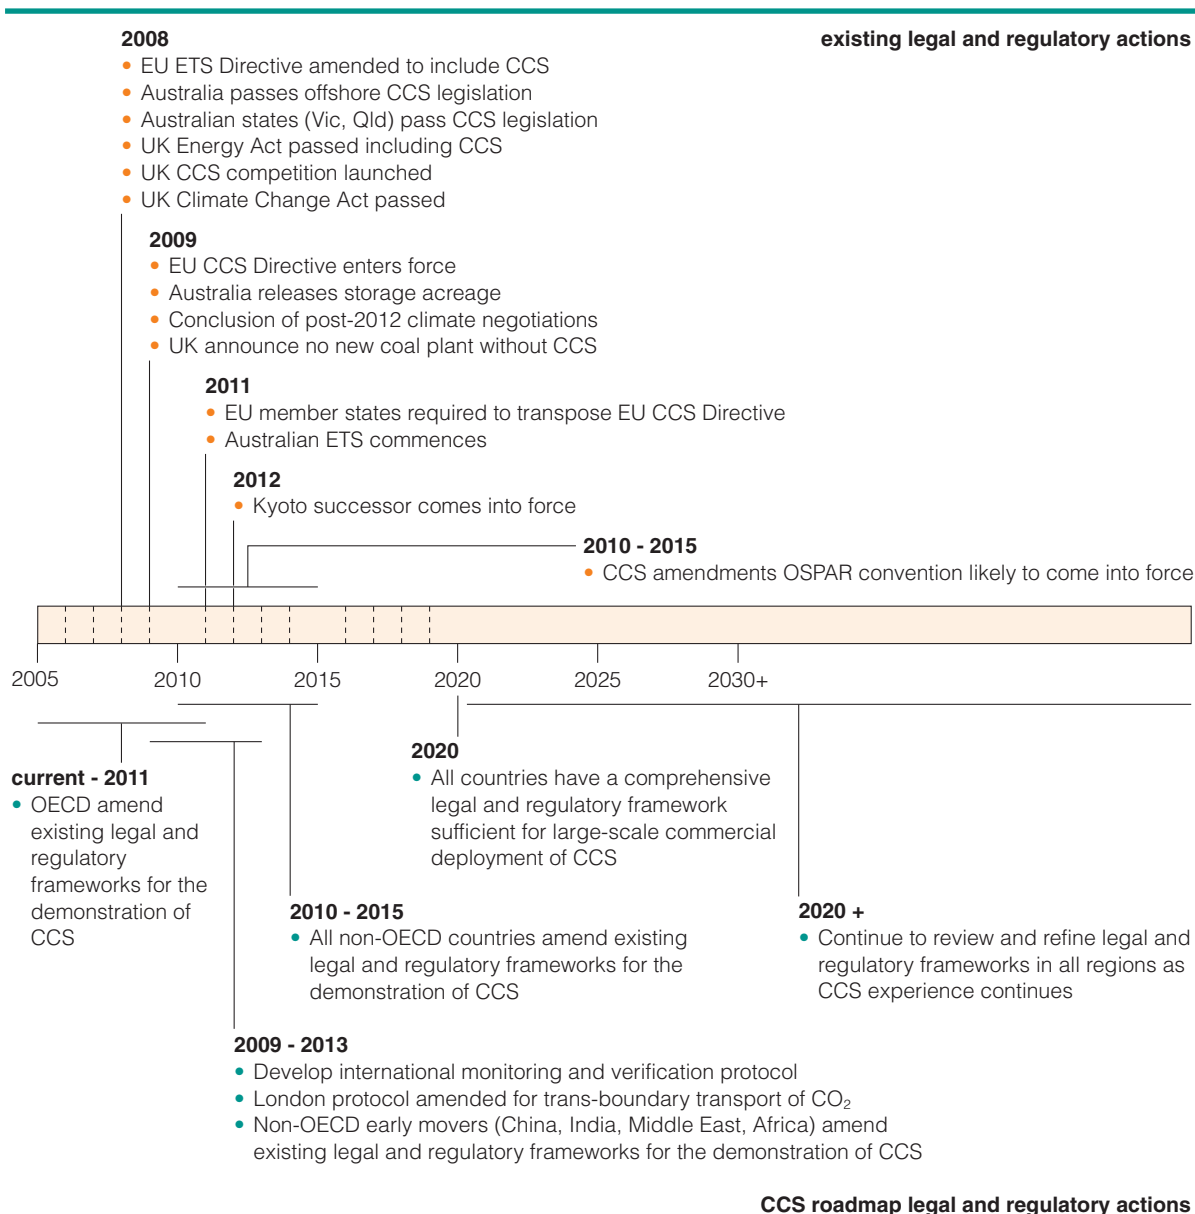 existing legal and regulatory actions
2008
• EU ETS Directive amended to include CCS
• Australia passes offshore CCS legislation
• Australian states (Vic, Qld) pass CCS legislation
• UK Energy Act passed including CCS
• UK CCS competition launched
• UK Climate Change Act passed
2009
• EU CCS Directive enters force
• Australia releases storage acreage
• Conclusion of post-2012 climate negotiations
• UK announce no new coal plant without CCS
2011
• EU member states required to transpose EU CCS Directive
• Australian ETS commences
2012
• Kyoto successor comes into force
2010 - 2015
• CCS amendments OSPAR convention likely to come into force
2005 2010 2015 2020 2025 2030+
current - 2011
• OECD amend
existing legal and
regulatory
frameworks for the
demonstration of
CCS
2020
• All countries have a comprehensive
legal and regulatory framework
sufficient for large-scale commercial
deployment of CCS
2010 - 2015
• All non-OECD countries amend existing
legal and regulatory frameworks for the
demonstration of CCS
2020 +
• Continue to review and refine legal and
regulatory frameworks in all regions as
CCS experience continues
2009 - 2013
• Develop international monitoring and verification protocol
• London protocol amended for trans-boundary transport of CO₂
• Non-OECD early movers (China, India, Middle East, Africa) amend
existing legal and regulatory frameworks for the demonstration of CCS
CCS roadmap legal and regulatory actions